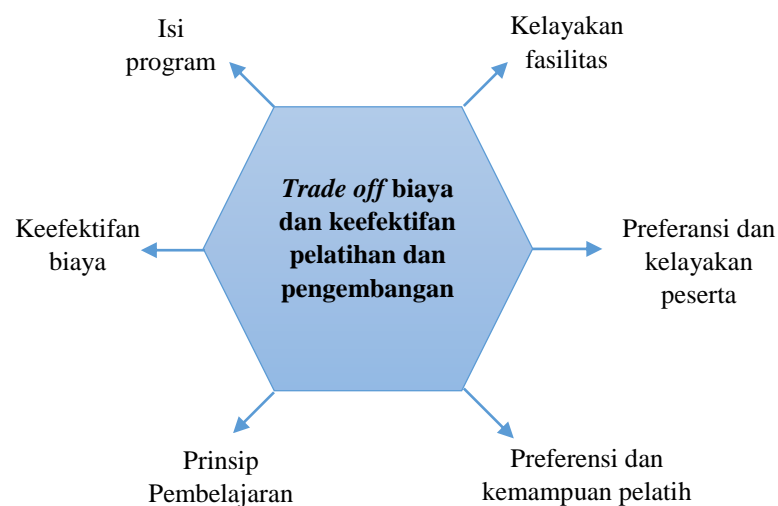 Isi
program
Kelayakan
fasilitas
Trade off biaya
dan keefektifan
pelatihan dan
pengembangan
Keefektifan
biaya
Preferansi dan
kelayakan
peserta
Prinsip
Pembelajaran
Preferensi dan
kemampuan pelatih